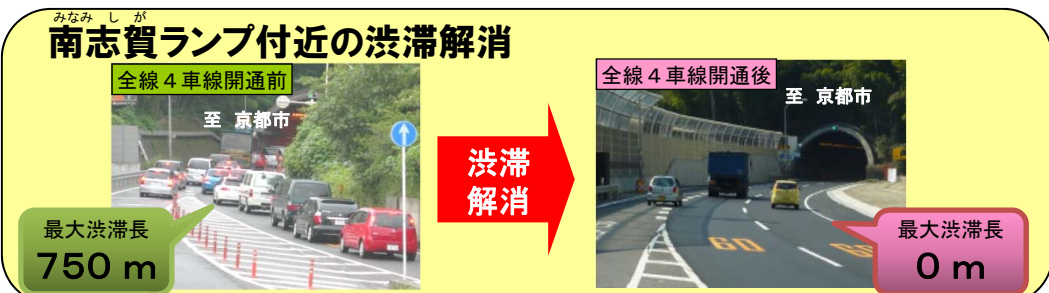 みなみ し が
南志賀ランプ付近の渋滞解消
全線４車線開通前
至 京都市
最大渋滞長
750 m
渋滞
解消
全線４車線開通後
至 京都市
60
60
最大渋滞長
0 m